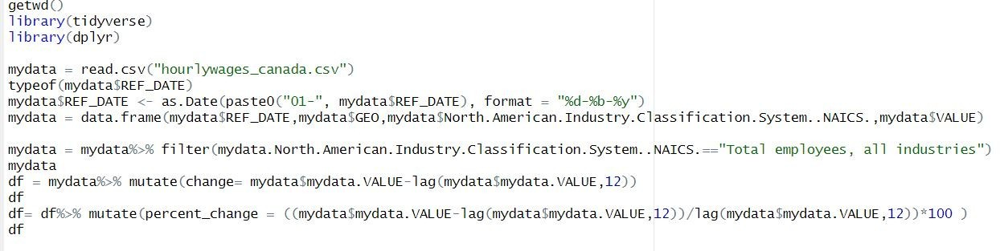 getwd()
library(tidyverse)
library(dplyr)
mydata = read.csv("hourlywages_canada.csv")
typeof(mydata$REF_DATE)
mydata$REF_DATE <- as.Date(paste0("01-", mydata$REF_DATE), format = "%d-%b-%y")
mydata = data.frame(mydata$REF_DATE,mydata$GEO,mydata$North.American.Industry.Classification.System..NAICS.,mydata$VALUE)
mydata = mydata%>% filter(mydata.North.American.Industry.Classification.System..NAICS.=="Total employees, all industries")
mydata
df = mydata%>% mutate(change= mydata$mydata.VALUE-lag(mydata$mydata.VALUE,12))
df
df= df%>% mutate(percent_change = ((mydata$mydata.VALUE-lag(mydata$mydata.VALUE,12))/lag(mydata$mydata.VALUE,12))*100 )
df